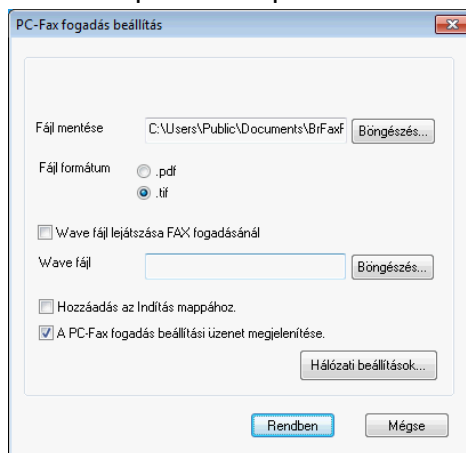 PC-Fax fogadás beállítás
Fájl mentése C:\Users\Public\Documents\BrFaxF Böngészés...
Fájl formátum .pdf
.tif
Wave fájl lejátszása FAX fogadásánál
Wave fájl Böngészés...
Hozzáadás az Indítás mappához.
A PC-Fax fogadás beállítási üzenet megjelenítése.
Hálózati beállítások...
Rendben Mégse